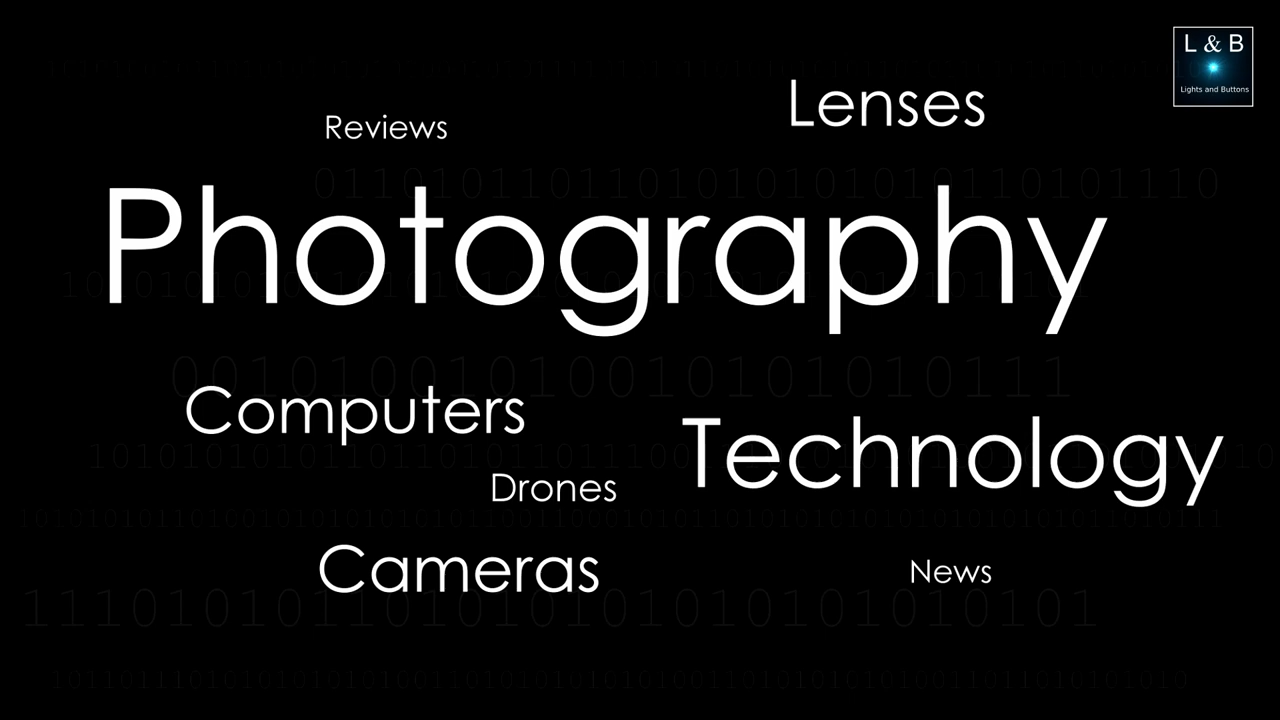 L & B
Lights and Buttons
Lenses
Reviews
Photography
Computers
Technology
Drones
Cameras
News